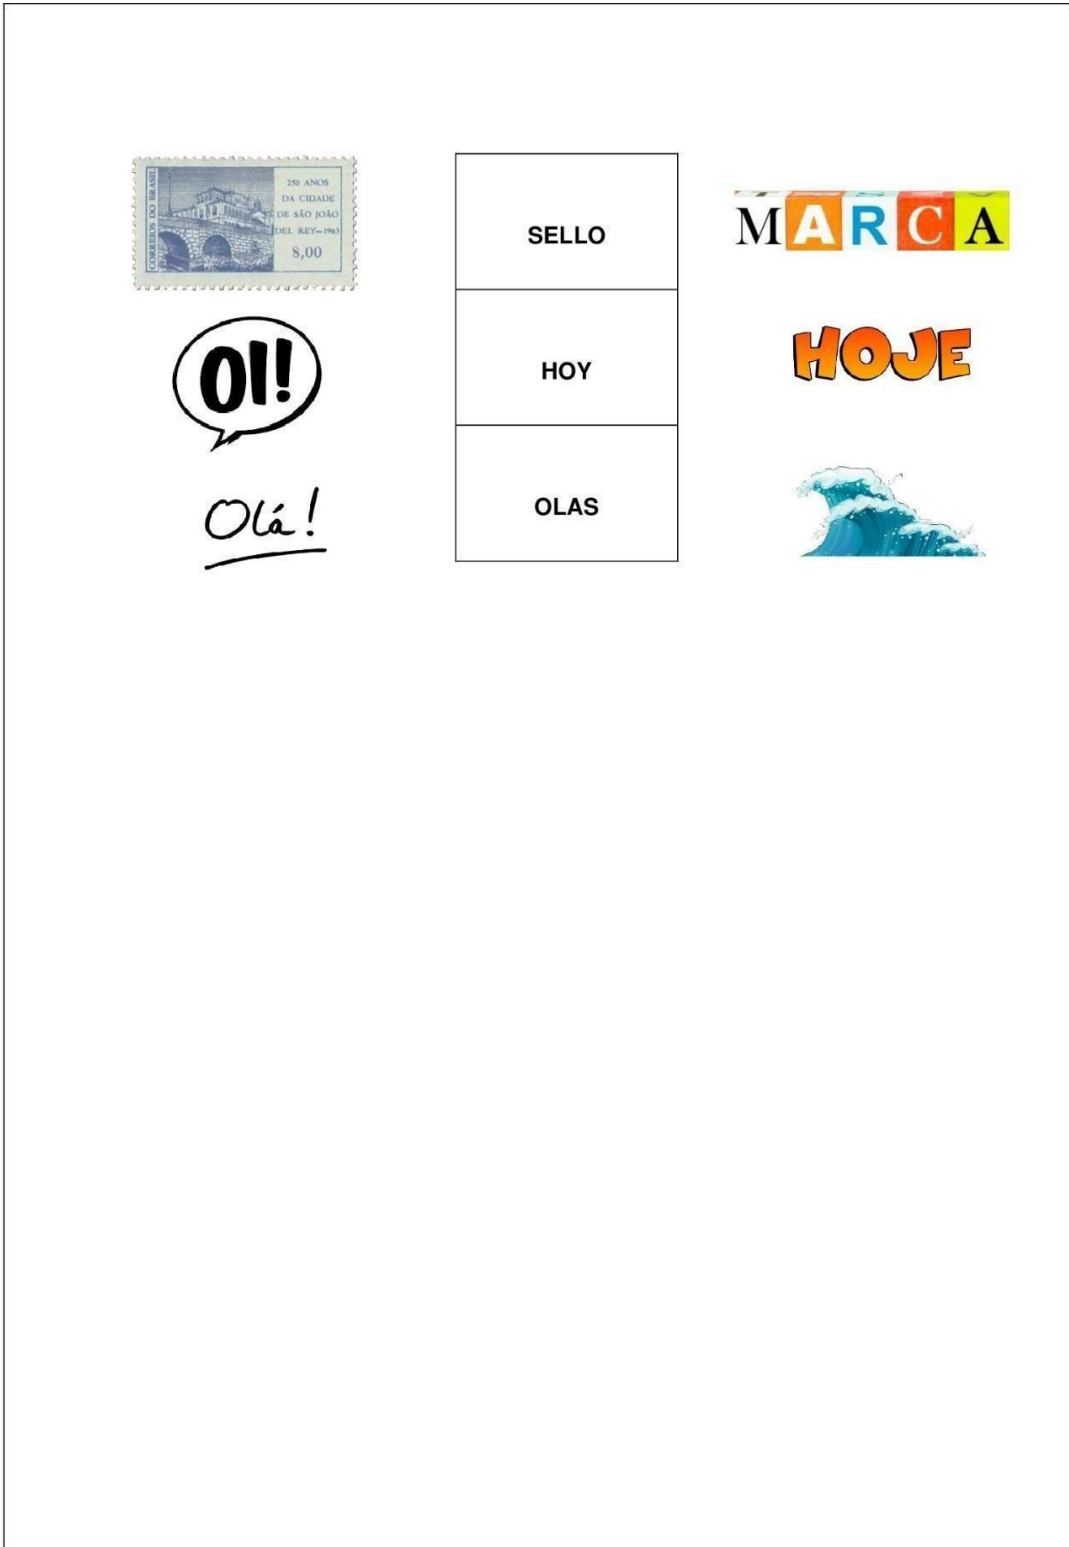 CORREIOS DO BRASIL
250 ANOS
DA CIDADE
DE SÃO JOÃO
DEL REY-1963
8,00
SELLO
MARCA
OI!
HOY
HOJE
Olá!
OLAS